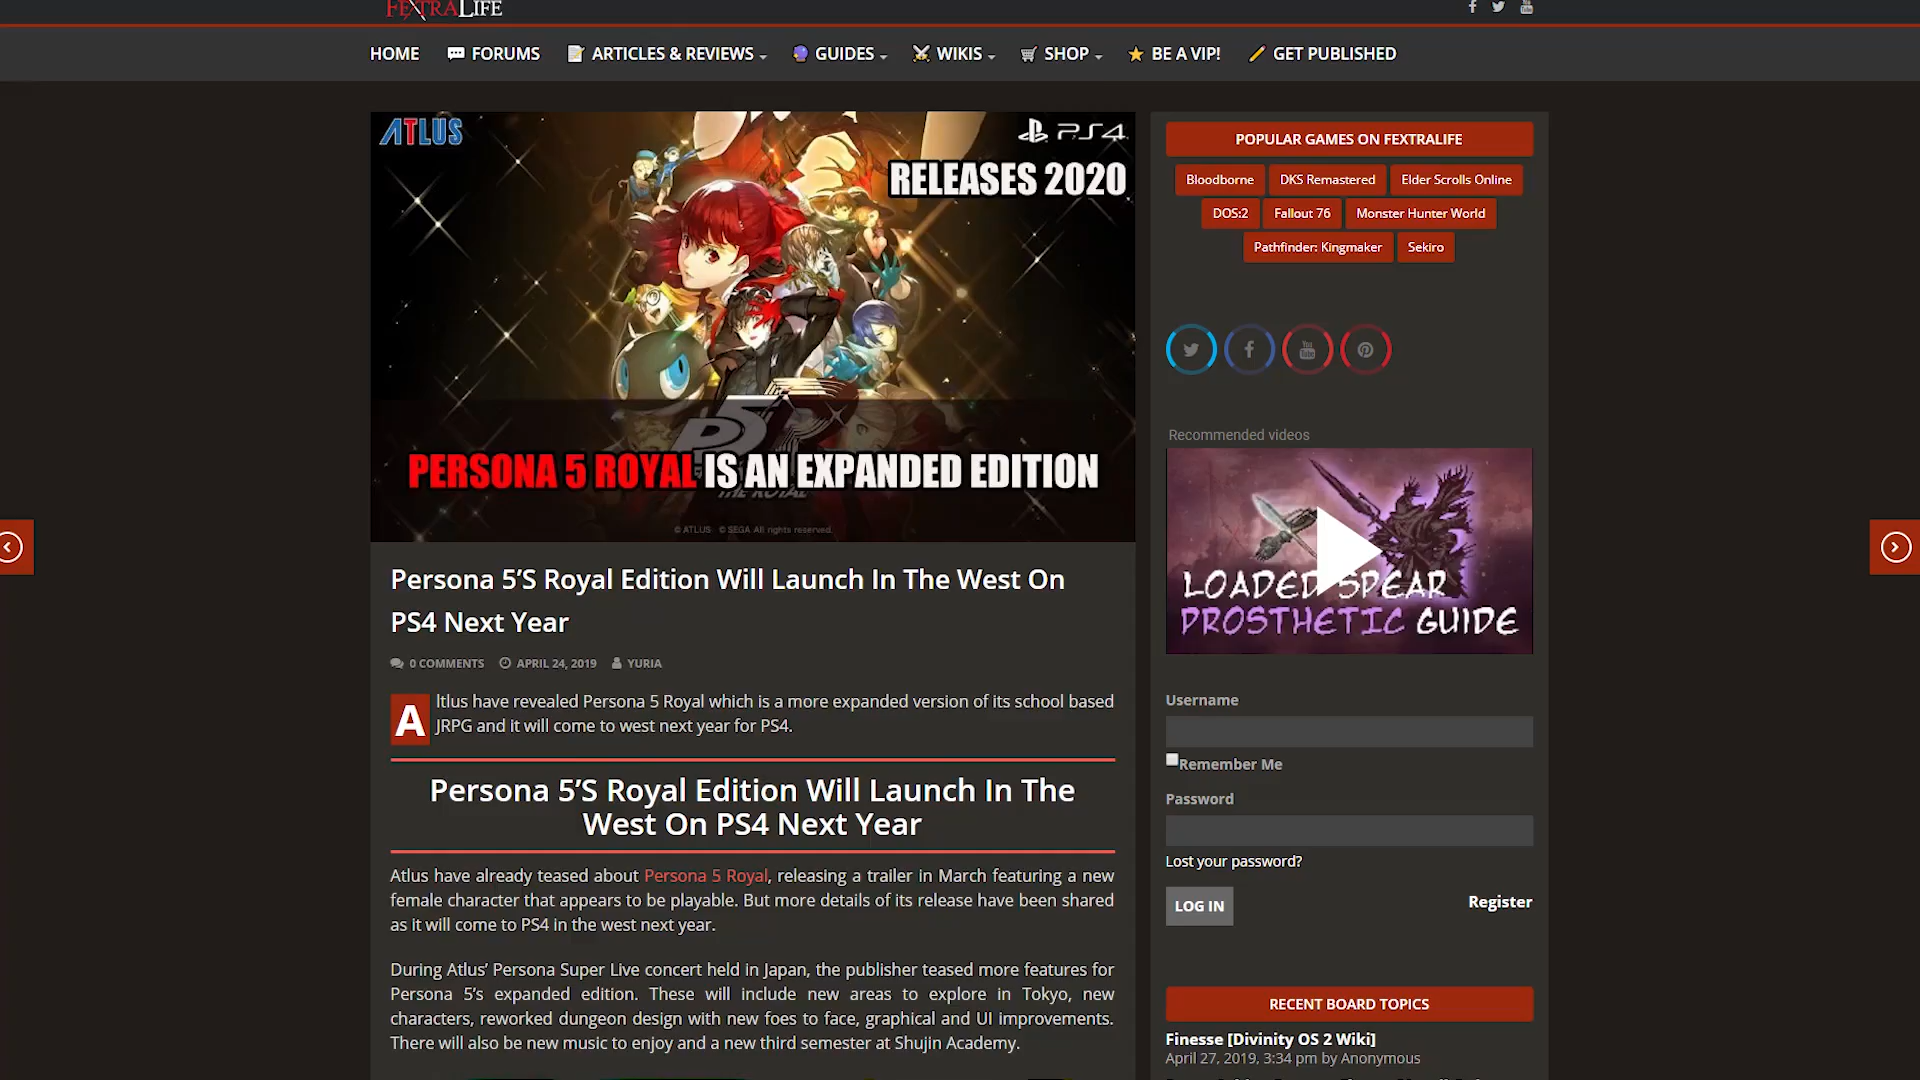 FEXTRALIFE
HOME
FORUMS
ARTICLES & REVIEWS
GUIDES
WIKIS
SHOP
BE A VIP!
GET PUBLISHED
ATLUS
PS4
RELEASES 2020
P5
THE ROYAL
PERSONA 5 ROYAL IS AN EXPANDED EDITION
© ATLUS © SEGA All rights reserved.
Persona 5’S Royal Edition Will Launch In The West On
PS4 Next Year
0 COMMENTS APRIL 24, 2019 YURIA
Altlus have revealed Persona 5 Royal which is a more expanded version of its school based
JRPG and it will come to west next year for PS4.
Persona 5’S Royal Edition Will Launch In The
West On PS4 Next Year
Atlus have already teased about Persona 5 Royal, releasing a trailer in March featuring a new
female character that appears to be playable. But more details of its release have been shared
as it will come to PS4 in the west next year.
During Atlus’ Persona Super Live concert held in Japan, the publisher teased more features for
Persona 5’s expanded edition. These will include new areas to explore in Tokyo, new
characters, reworked dungeon design with new foes to face, graphical and UI improvements.
There will also be new music to enjoy and a new third semester at Shujin Academy.
POPULAR GAMES ON FEXTRALIFE
Bloodborne
DKS Remastered
Elder Scrolls Online
DOS:2
Fallout 76
Monster Hunter World
Pathfinder: Kingmaker
Sekiro
Recommended videos
LOADED SPEAR
PROSTHETIC GUIDE
Username
Remember Me
Password
Lost your password?
LOG IN
Register
RECENT BOARD TOPICS
Finesse [Divinity OS 2 Wiki]
April 27, 2019, 3:34 pm by Anonymous